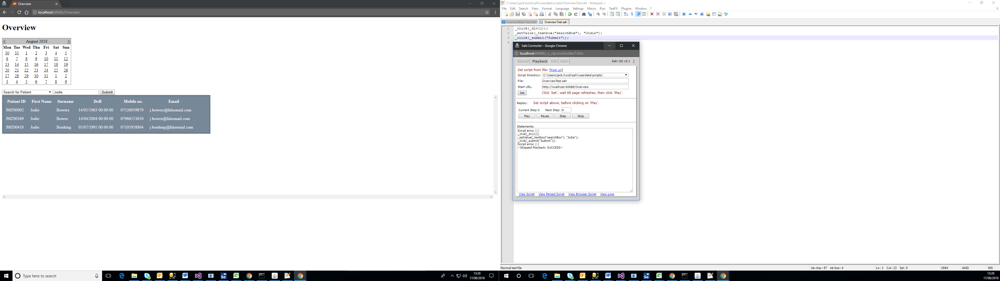 Overview
localhost:60686/Overview
Overview
< August 2018 >
Mon Tue Wed Thu Fri Sat Sun
30 31 1 2 3 4 5
6 7 8 9 10 11 12
13 14 15 16 17 18 19
20 21 22 23 24 25 26
27 28 29 30 31 1 2
3 4 5 6 7 8 9
Search for Patient Jodie Submit
Patient ID First Name Surname DoB Mobile no. Email
PAT00002 Jodie Bowers 14/05/1963 00:00:00 07526959879 j.bowers@falsemail.com
PAT00369 Jodie Bowes 14/04/2004 00:00:00 07966553650 j.bowes@falsemail.com
PAT00418 Jodie Boulting 05/07/1995 00:00:00 07105958864 j.boulting@falsemail.com
Type here to search
13:20
17/08/2018
C:\Users\jack.hurst\sahi\userdata\scripts\OverviewTest.sah - Notepad++
File Edit Search View Format Language Settings Macro Run TextFX Plugins Window ? X
OverviewBasicTest.side OverviewTest.sah
1 _click(_div(1));
2 _setValue(_textbox("searchBox"), "Jodie");
3 _click(_submit("Submit"));
4
Sahi Controller - Google Chrome
localhost:60686/_s_/spr/controller7.htm
Record Playback Info New! Sahi OS v5.1 ?
Set script from file: [from url]
Script Directory: C:\Users\jack.hurst\sahi\userdata\scripts\
File: OverviewTest.sah
Start URL: http://localhost:60686/Overview
Set Click 'Set', wait till page refreshes, then click 'Play'.
Replay: Set script above, before clicking on 'Play'.
Current Step:3 Next Step: 4
Play Pause Step Stop
Statements:
Script error. (:)
_click(_div(1));
_setValue(_textbox("searchBox"), "Jodie");
_click(_submit("Submit"));
Script error. (:)
--Stopped Playback: SUCCESS--
View Script View Parsed Script View Browser Script View Logs
Normal text file nb char : 87 nb line : 4 Ln : 3 Col : 23 Sel : 0 UNIX ANSI INS
Se
13:20
17/08/2018